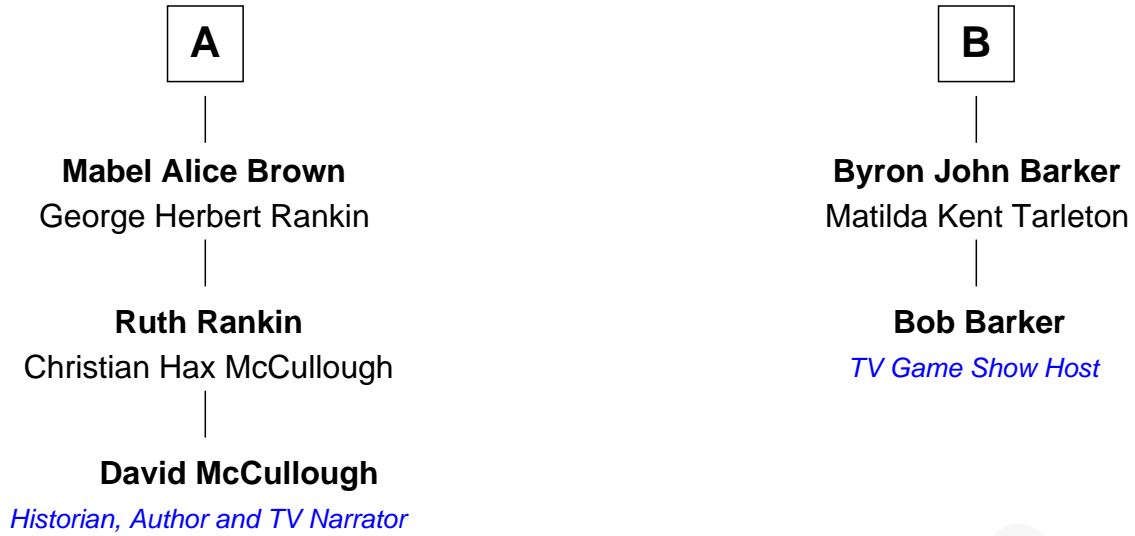 A
Mabel Alice Brown
George Herbert Rankin
Ruth Rankin
Christian Hax McCullough
David McCullough
Historian, Author and TV Narrator
B
Byron John Barker
Matilda Kent Tarleton
Bob Barker
TV Game Show Host